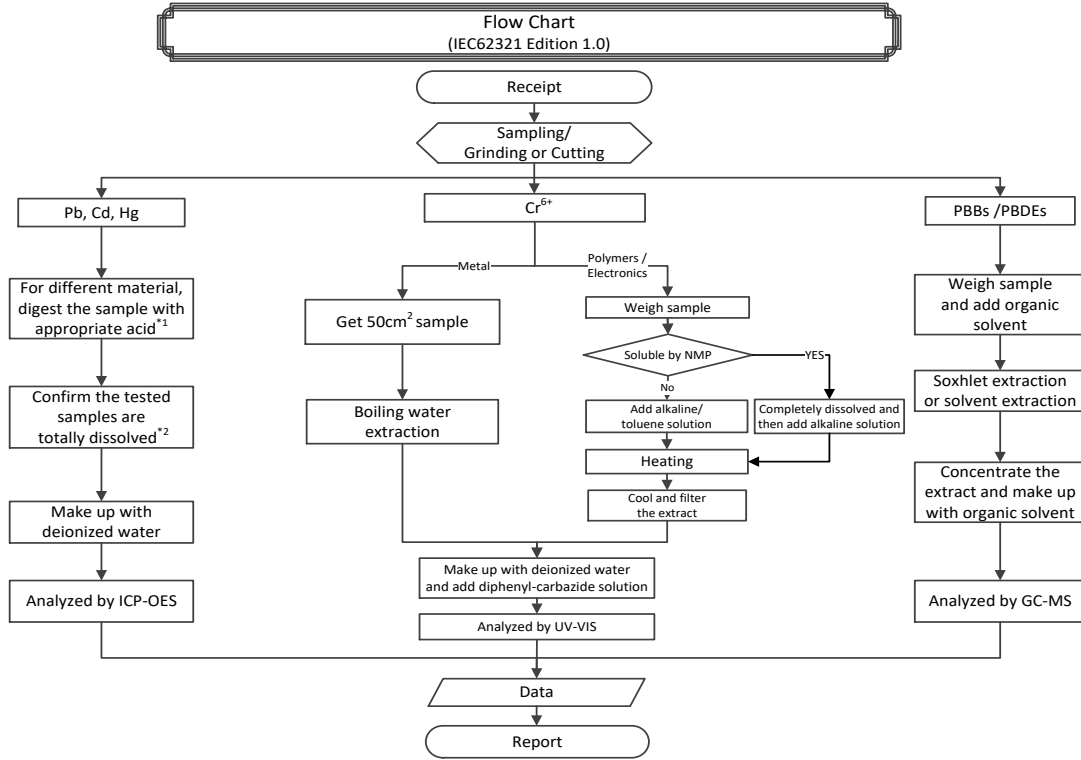 Flow Chart
(IEC62321 Edition 1.0)
Receipt
Sampling/
Grinding or Cutting
Pb, Cd, Hg
For different material,
digest the sample with
appropriate acid*1
Confirm the tested
samples are
totally dissolved*2
Make up with
deionized water
Analyzed by ICP-OES
Cr6+
Metal
Get 50cm2 sample
Boiling water
extraction
Polymers /
Electronics
Weigh sample
Soluble by NMP
YES
No
Add alkaline/
toluene solution
Completely dissolved and
then add alkaline solution
Heating
Cool and filter
the extract
Make up with deionized water
and add diphenyl-carbazide solution
Analyzed by UV-VIS
PBBs /PBDEs
Weigh sample
and add organic
solvent
Soxhlet extraction
or solvent extraction
Concentrate the
extract and make up
with organic solvent
Analyzed by GC-MS
Data
Report